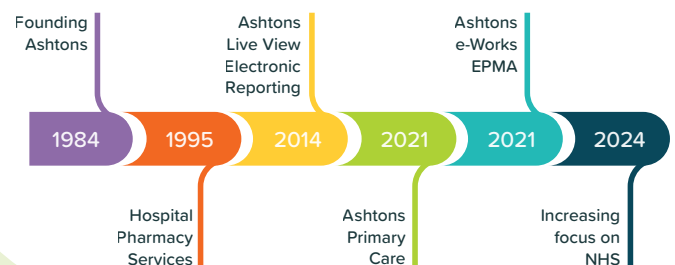 Founding
Ashtons
Ashtons
Live View
Electronic
Reporting
Ashtons
e-Works
EPMA
1984
1995
2014
2021
2021
2024
Hospital
Pharmacy
Services
Ashtons
Primary
Care
Increasing
focus on
NHS